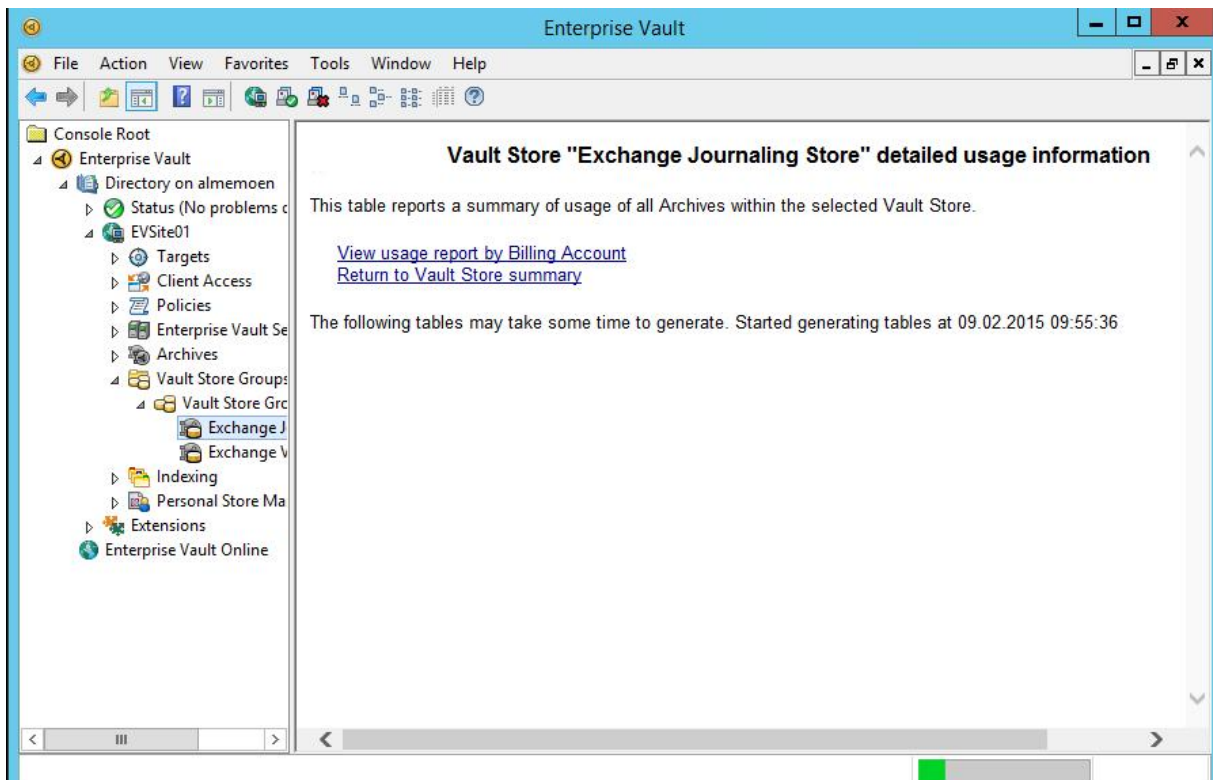 Enterprise Vault
File Action View Favorites Tools Window Help
Console Root
Enterprise Vault
Directory on almemoen
Status (No problems c
EVSite01
Targets
Client Access
Policies
Enterprise Vault Se
Archives
Vault Store Groups
Vault Store Grc
Exchange J
Exchange V
Indexing
Personal Store Ma
Extensions
Enterprise Vault Online
Vault Store "Exchange Journaling Store" detailed usage information
This table reports a summary of usage of all Archives within the selected Vault Store.
View usage report by Billing Account
Return to Vault Store summary
The following tables may take some time to generate. Started generating tables at 09.02.2015 09:55:36